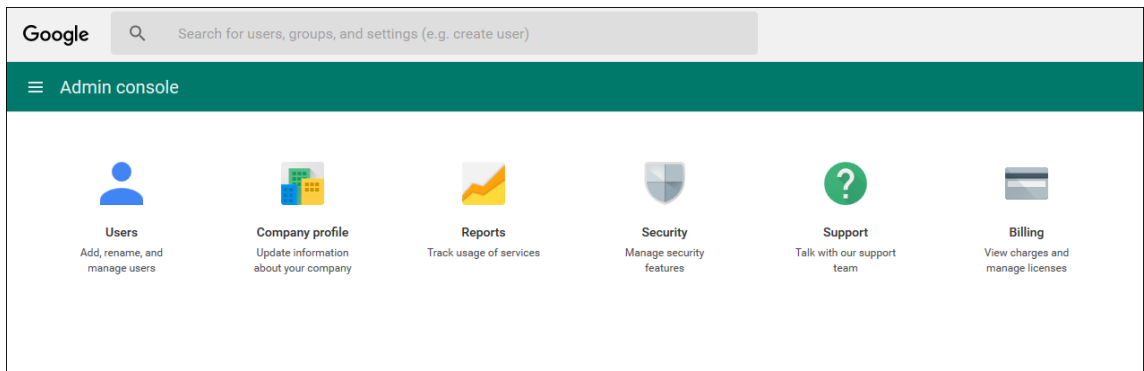 Google
Search for users, groups, and settings (e.g. create user)
Admin console
Users
Add, rename, and
manage users
Company profile
Update information
about your company
Reports
Track usage of services
Security
Manage security
features
Support
Talk with our support
team
Billing
View charges and
manage licenses